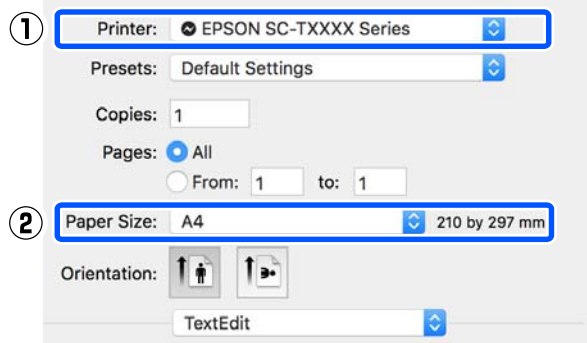 ① Printer: EPSON SC-TXXXX Series
Presets: Default Settings
Copies: 1
Pages: All
From: 1 to: 1
② Paper Size: A4 210 by 297 mm
Orientation:
TextEdit